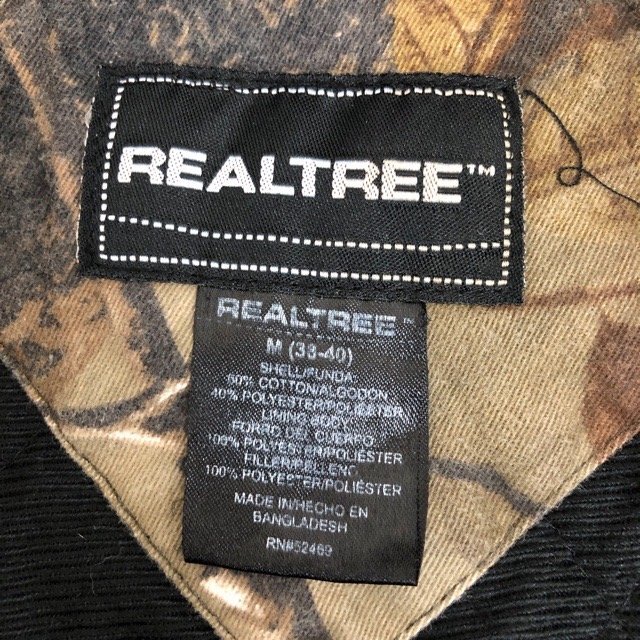 REALTREE™
REALTREE™
M (38-40)
SHELL/FUNDA:
60% COTTON/ALGODON
40% POLYESTER/POLIÉSTER
LINING BODY:
FORRO DE CUERPO
100% POLYESTER/POLIÉSTER
FILLER/RELLENO:
100% POLYESTER/POLIÉSTER
MADE IN/HECHO EN
BANGLADESH
RN#52469